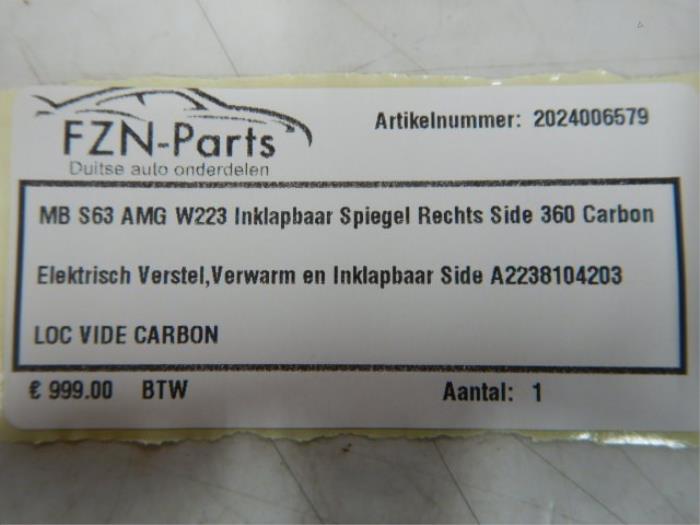 FZN-Parts
Duitse auto onderdelen
Artikelnummer: 2024006579
MB S63 AMG W223 Inklapbaar Spiegel Rechts Side 360 Carbon
Elektrisch Verstel,Verwarm en Inklapbaar Side A2238104203
LOC VIDE CARBON
€ 999.00 BTW Aantal: 1